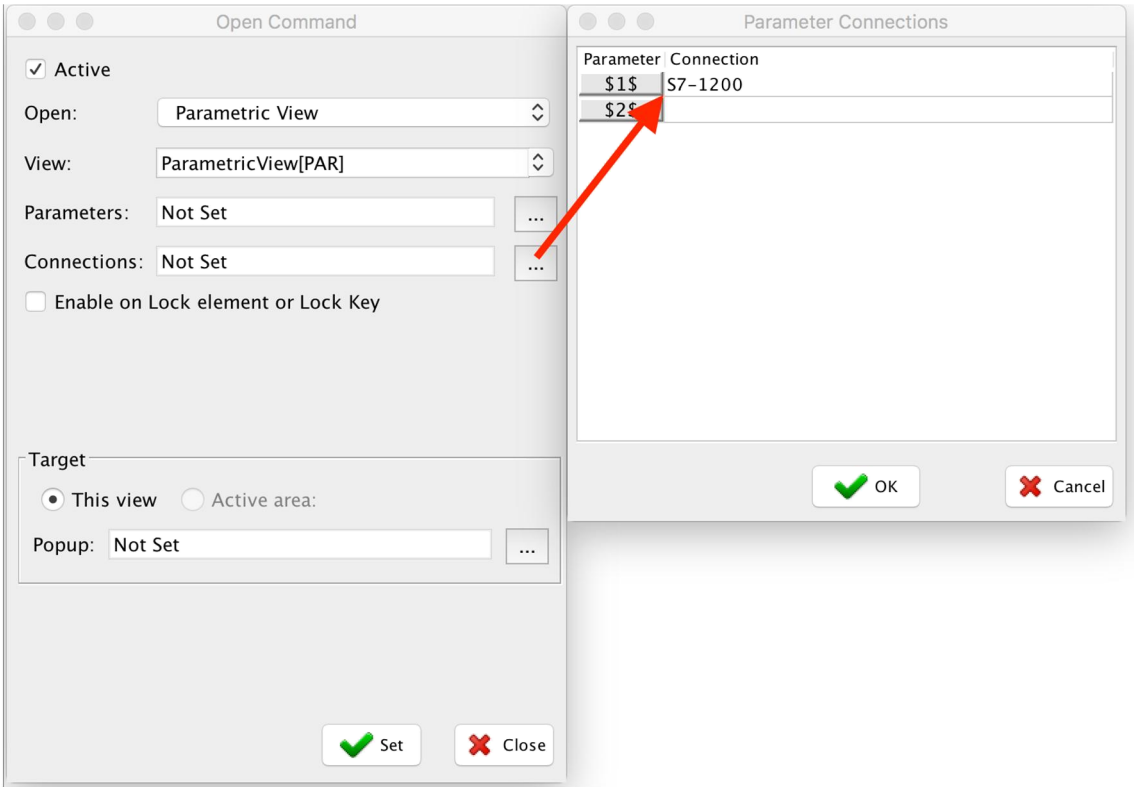 Open Command
Active
Open: Parametric View
View: ParametricView[PAR]
Parameters: Not Set ...
Connections: Not Set ...
Enable on Lock element or Lock Key
Target
This view Active area:
Popup: Not Set ...
Set Close
Parameter Connections
Parameter Connection
$1$ S7-1200
$2$
OK Cancel